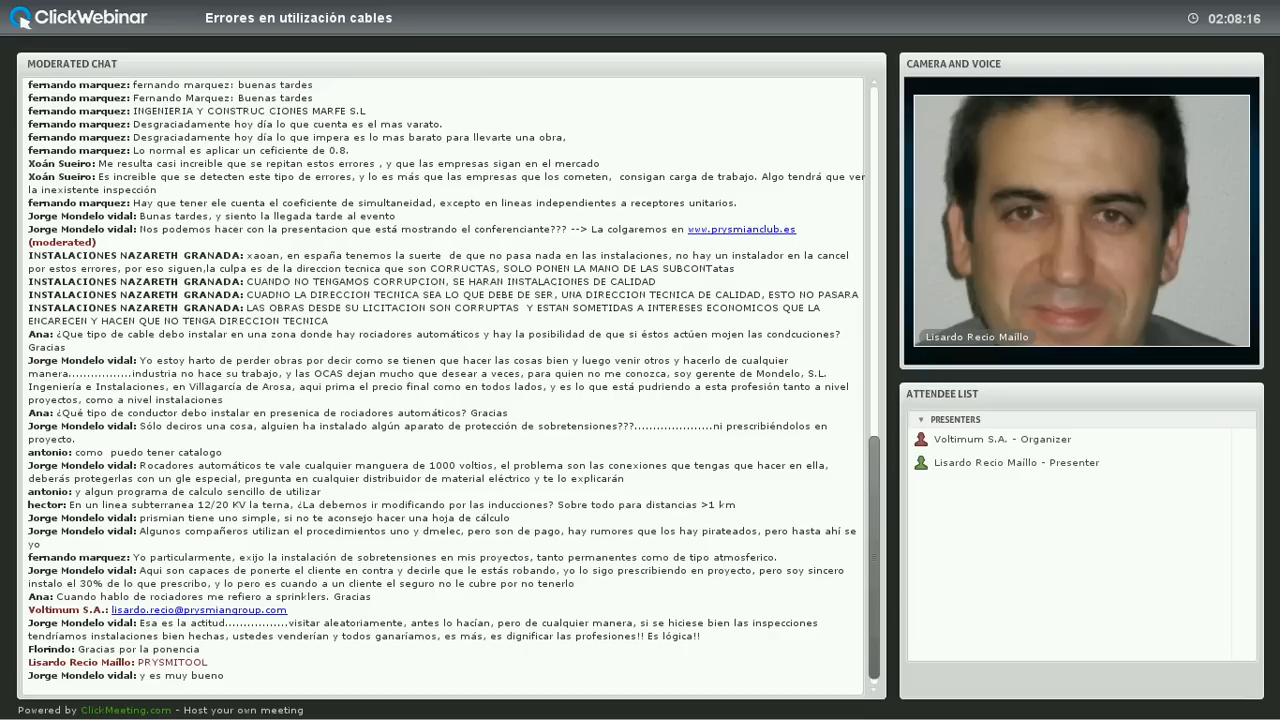 ClickWebinar
Errores en utilización cables
02:08:16
MODERATED CHAT
fernando marquez: fernando marquez: buenas tardes
fernando marquez: Fernando Marquez: Buenas tardes
fernando marquez: INGENIERIA Y CONSTRUC CIONES MARFE S.L
fernando marquez: Desgraciadamente hoy día lo que cuenta es el mas varato.
fernando marquez: Desgraciadamente hoy día lo que impera es lo mas barato para llevarte una obra,
fernando marquez: Lo normal es aplicar un ceficiente de 0.8.
Xoán Sueiro: Me resulta casi increible que se repitan estos errores , y que las empresas sigan en el mercado
Xoán Sueiro: Es increible que se detecten este tipo de errores, y lo es más que las empresas que los cometen,  consigan carga de trabajo. Algo tendrá que ver
la inexistente inspección
fernando marquez: Hay que tener ele cuenta el coeficiente de simultaneidad, excepto en lineas independientes a receptores unitarios.
Jorge Mondelo vidal: Bunas tardes, y siento la llegada tarde al evento
Jorge Mondelo vidal: Nos podemos hacer con la presentacion que está mostrando el conferenciante??? --> La colgaremos en www.prysmianclub.es
(moderated)
INSTALACIONES NAZARETH GRANADA: xaoan, en españa tenemos la suerte  de que no pasa nada en las instalaciones, no hay un instalador en la cancel
por estos errores, por eso siguen,la culpa es de la direccion tecnica que son CORRUCTAS, SOLO PONEN LA MANO DE LAS SUBCONTatas
INSTALACIONES NAZARETH GRANADA: CUANDO NO TENGAMOS CORRUPCION, SE HARAN INSTALACIONES DE CALIDAD
INSTALACIONES NAZARETH GRANADA: CUADNO LA DIRECCION TECNICA SEA LO QUE DEBE DE SER, UNA DIRECCION TECNICA DE CALIDAD, ESTO NO PASARA
INSTALACIONES NAZARETH GRANADA: LAS OBRAS DESDE SU LICITACION SON CORRUPTAS  Y ESTAN SOMETIDAS A INTERESES ECONOMICOS QUE LA
ENCARECEN Y HACEN QUE NO TENGA DIRECCION TECNICA
Ana: ¿Que tipo de cable debo instalar en una zona donde hay rociadores automáticos y hay la posibilidad de que si éstos actúen mojen las condcuciones?
Gracias
Jorge Mondelo vidal: Yo estoy harto de perder obras por decir como se tienen que hacer las cosas bien y luego venir otros y hacerlo de cualquier
manera................industria no hace su trabajo, y las OCAS dejan mucho que desear a veces, para quien no me conozca, soy gerente de Mondelo, S.L.
Ingeniería e Instalaciones, en Villagarcía de Arosa, aqui prima el precio final como en todos lados, y es lo que está pudriendo a esta profesión tanto a nivel
proyectos, como a nivel instalaciones
Ana: ¿Qué tipo de conductor debo instalar en presenica de rociadores automáticos? Gracias
Jorge Mondelo vidal: Sólo deciros una cosa, alguien ha instalado algún aparato de protección de sobretensiones???.....................ni prescribiéndolos en
proyecto.
antonio: como  puedo tener catalogo
Jorge Mondelo vidal: Rocadores automáticos te vale cualquier manguera de 1000 voltios, el problema son las conexiones que tengas que hacer en ella,
deberás protegerlas con un gle especial, pregunta en cualquier distribuidor de material eléctrico y te lo explicarán
antonio: y algun programa de calculo sencillo de utilizar
hector: En un linea subterranea 12/20 KV la terna, ¿La debemos ir modificando por las inducciones? Sobre todo para distancias >1 km
Jorge Mondelo vidal: prismian tiene uno simple, si no te aconsejo hacer una hoja de cálculo
Jorge Mondelo vidal: Algunos compañeros utilizan el procedimientos uno y dmelec, pero son de pago, hay rumores que los hay pirateados, pero hasta ahí se
yo
fernando marquez: Yo particularmente, exijo la instalación de sobretensiones en mis proyectos, tanto permanentes como de tipo atmosferico.
Jorge Mondelo vidal: Aqui son capaces de ponerte el cliente en contra y decirle que le estás robando, yo lo sigo prescribiendo en proyecto, pero soy sincero
instalo el 30% de lo que prescribo, y lo pero es cuando a un cliente el seguro no le cubre por no tenerlo
Ana: Cuando hablo de rociadores me refiero a sprinklers. Gracias
Voltimum S.A.: lisardo.recio@prysmiangroup.com
Jorge Mondelo vidal: Esa es la actitud................visitar aleatoriamente, antes lo hacían, pero de cualquier manera, si se hiciese bien las inspecciones
tendríamos instalaciones bien hechas, ustedes venderían y todos ganaríamos, es más, es dignificar las profesiones!! Es lógica!!
Florindo: Gracias por la ponencia
Lisardo Recio Maíllo: PRYSMITOOL
Jorge Mondelo vidal: y es muy bueno
CAMERA AND VOICE
Lisardo Recio Maíllo
ATTENDEE LIST
PRESENTERS
Voltimum S.A. - Organizer
Lisardo Recio Maíllo - Presenter
Powered by ClickMeeting.com - Host your own meeting